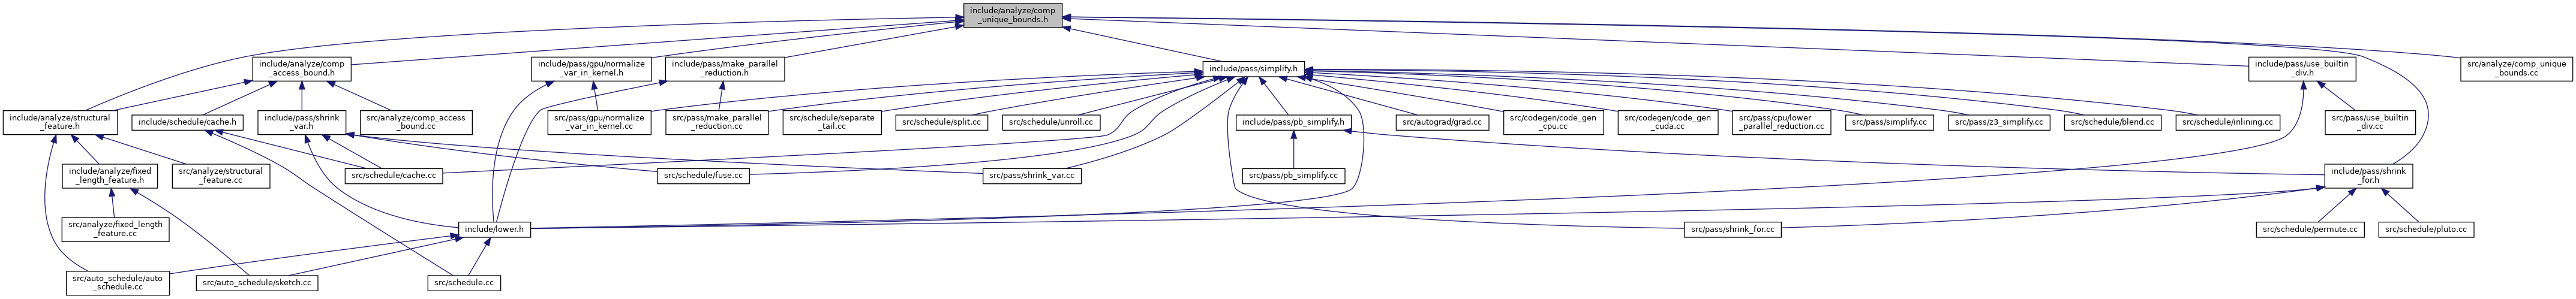 include/analyze/comp
_unique_bounds.h
include/analyze/comp
_access_bound.h
include/pass/gpu/normalize
_var_in_kernel.h
include/pass/make_parallel
_reduction.h
include/pass/simplify.h
include/pass/use_builtin
_div.h
src/analyze/comp_unique
_bounds.cc
include/analyze/structural
_feature.h
include/schedule/cache.h
include/pass/shrink
_var.h
src/analyze/comp_access
_bound.cc
src/pass/gpu/normalize
_var_in_kernel.cc
src/pass/make_parallel
_reduction.cc
src/schedule/separate
_tail.cc
src/schedule/split.cc
src/schedule/unroll.cc
include/pass/pb_simplify.h
src/autograd/grad.cc
src/codegen/code_gen
_cpu.cc
src/codegen/code_gen
_cuda.cc
src/pass/cpu/lower
_parallel_reduction.cc
src/pass/simplify.cc
src/pass/z3_simplify.cc
src/schedule/blend.cc
src/schedule/inlining.cc
src/pass/use_builtin
_div.cc
include/analyze/fixed
_length_feature.h
src/analyze/structural
_feature.cc
src/schedule/cache.cc
src/schedule/fuse.cc
src/pass/shrink_var.cc
src/pass/pb_simplify.cc
include/pass/shrink
_for.h
src/analyze/fixed_length
_feature.cc
include/lower.h
src/pass/shrink_for.cc
src/schedule/permute.cc
src/schedule/pluto.cc
src/auto_schedule/auto
_schedule.cc
src/auto_schedule/sketch.cc
src/schedule.cc